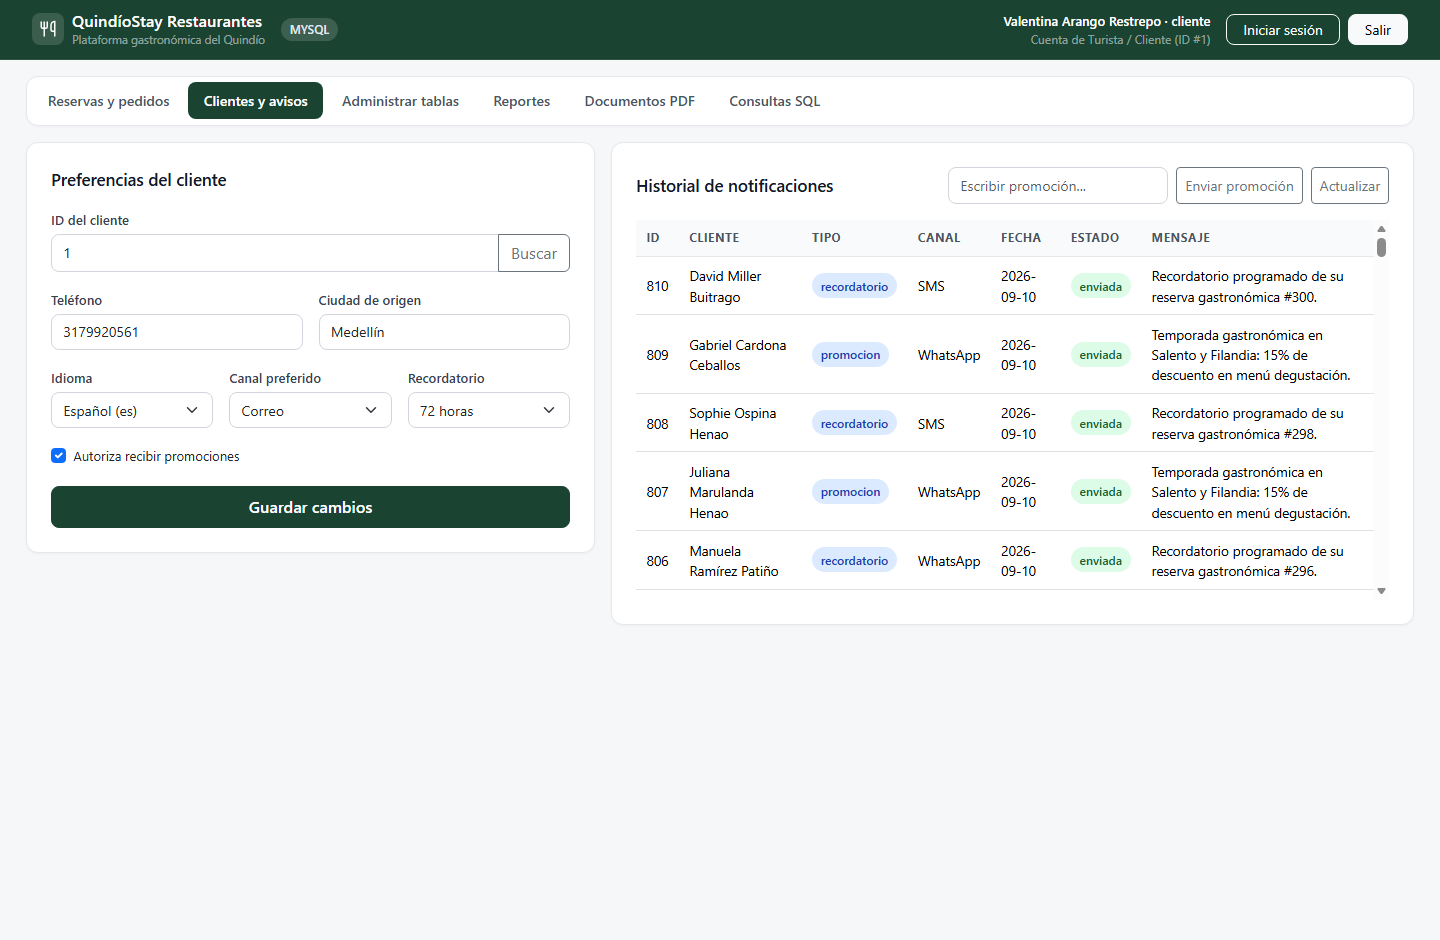 QuindíoStay Restaurantes
Plataforma gastronómica del Quindío
MYSQL
Valentina Arango Restrepo · cliente
Cuenta de Turista / Cliente (ID #1)
Iniciar sesión
Salir
Reservas y pedidos
Clientes y avisos
Administrar tablas
Reportes
Documentos PDF
Consultas SQL
Preferencias del cliente
ID del cliente
1
Buscar
Teléfono
Ciudad de origen
3179920561
Medellín
Idioma
Canal preferido
Recordatorio
Español (es)
Correo
72 horas
Autoriza recibir promociones
Guardar cambios
Historial de notificaciones
Escribir promoción...
Enviar promoción
Actualizar
ID CLIENTE TIPO CANAL FECHA ESTADO MENSAJE
810
David Miller
Buitrago
recordatorio
SMS
2026-
09-10
enviada
Recordatorio programado de su
reserva gastronómica #300.
809
Gabriel Cardona
Ceballos
promocion
WhatsApp
2026-
09-10
enviada
Temporada gastronómica en
Salento y Filandia: 15% de
descuento en menú degustación.
808
Sophie Ospina
Henao
recordatorio
SMS
2026-
09-10
enviada
Recordatorio programado de su
reserva gastronómica #298.
807
Juliana
Marulanda
Henao
promocion
WhatsApp
2026-
09-10
enviada
Temporada gastronómica en
Salento y Filandia: 15% de
descuento en menú degustación.
806
Manuela
Ramírez Patiño
recordatorio
WhatsApp
2026-
09-10
enviada
Recordatorio programado de su
reserva gastronómica #296.